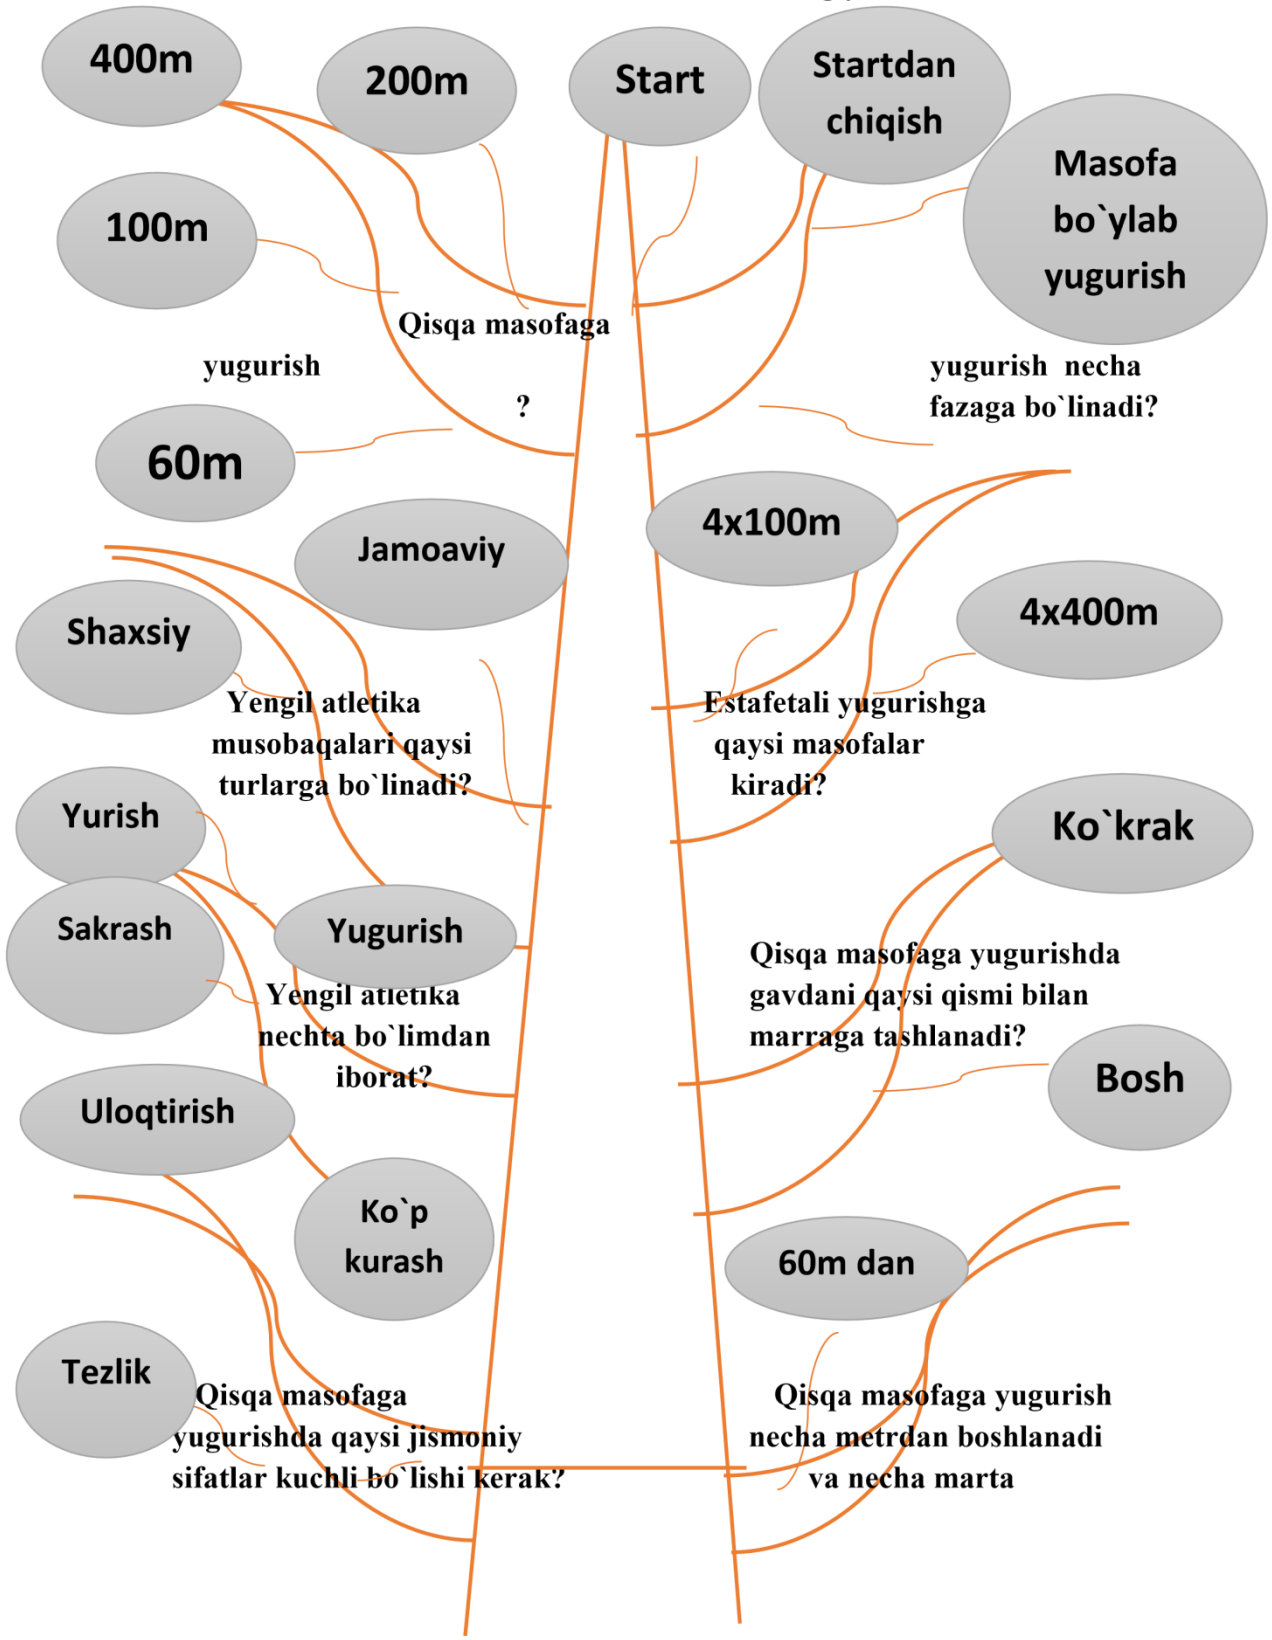 400m
200m
Start
Startdan
chiqish
Masofa
bo`ylab
yugurish
100m
Qisqa masofaga
yugurish
?
yugurish necha
fazaga bo`linadi?
60m
Jamoaviy
4x100m
4x400m
Shaxsiy
Yengil atletika
musobaqalari qaysi
turlarga bo`linadi?
Estafetali yugurishga
qaysi masofalar
kiradi?
Yurish
Ko`krak
Sakrash
Yugurish
Yengil atletika
nechta bo`limdan
iborat?
Qisqa masofaga yugurishda
gavdani qaysi qismi bilan
marraga tashlanadi?
Bosh
Uloqtirish
Ko`p
kurash
60m dan
Tezlik
Qisqa masofaga
yugurishda qaysi jismoniy
sifatlar kuchli bo`lishi kerak?
Qisqa masofaga yugurish
necha metrdan boshlanadi
va necha marta